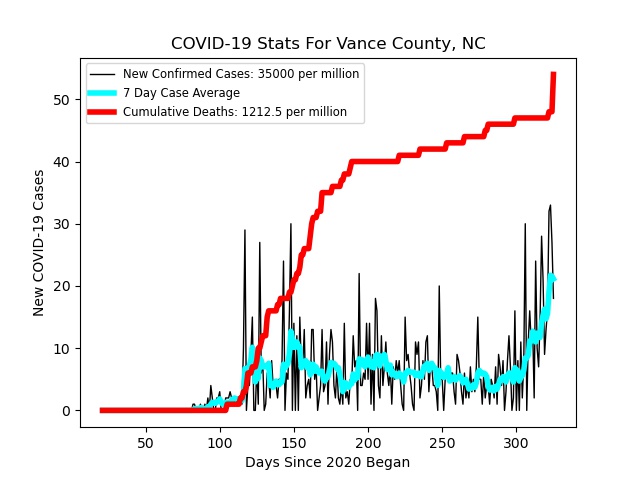 COVID-19 Stats For Vance County, NC
New Confirmed Cases: 35000 per million
7 Day Case Average
Cumulative Deaths: 1212.5 per million
New COVID-19 Cases
50
40
30
20
10
0
50 100 150 200 250 300
Days Since 2020 Began